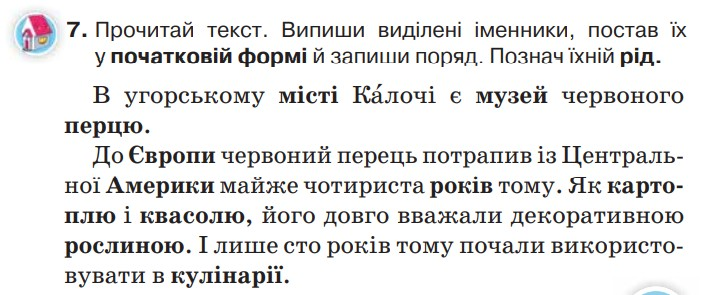 7. Прочитай текст. Випиши виділені іменники, постав їх
у початковій формі й запиши поряд. Познач їхній рід.
В угорському місті Ка́лочі є музей червоного
перцю.
До Європи червоний перець потрапив із Централь-
ної Америки майже чотириста років тому. Як карто-
плю і квасолю, його довго вважали декоративною
рослиною. І лише сто років тому почали використо-
вувати в кулінарії.